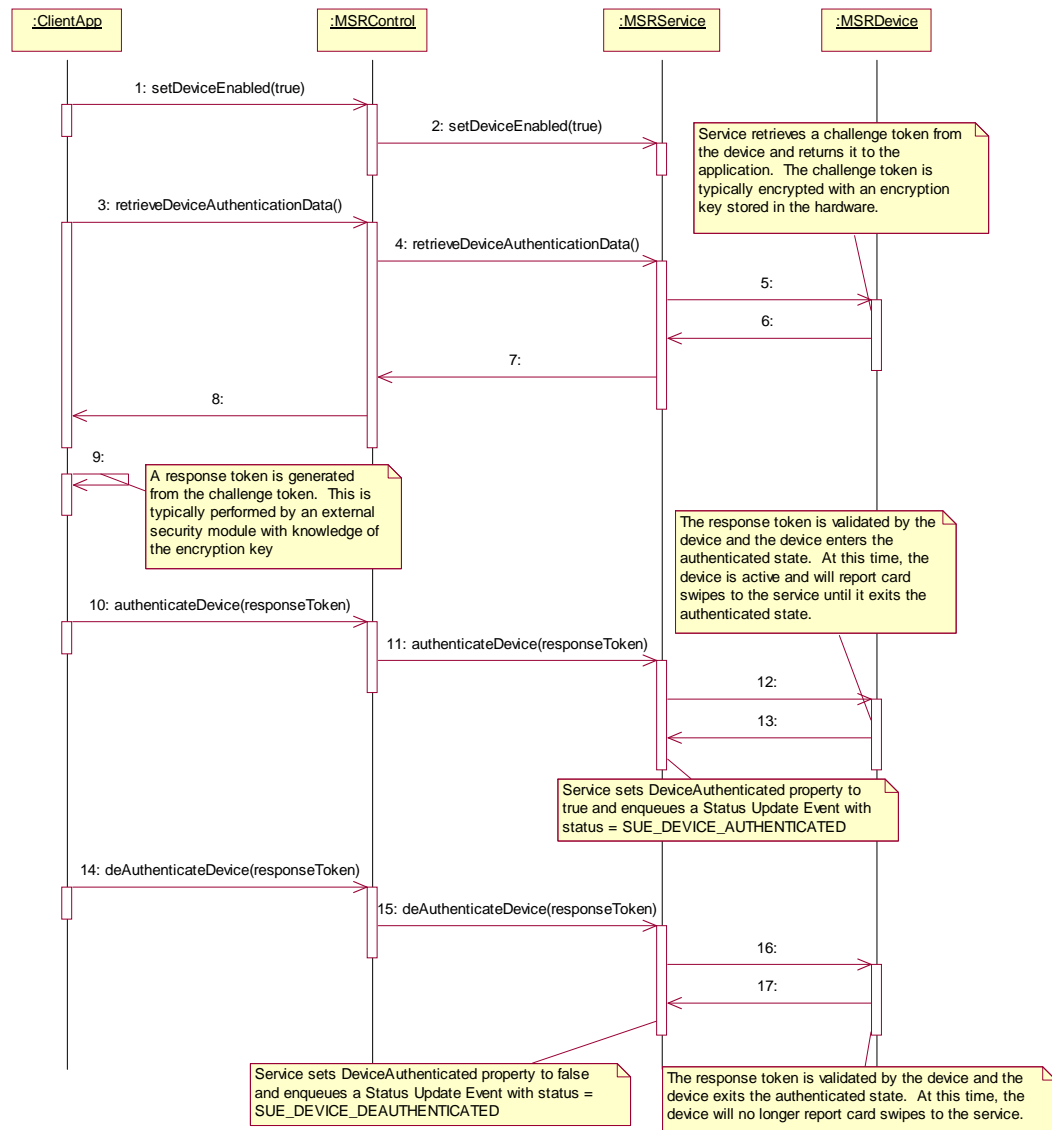 :ClientApp
:MSRControl
:MSRService
:MSRDevice
1: setDeviceEnabled(true)
2: setDeviceEnabled(true)
Service retrieves a challenge token from
the device and returns it to the
application.  The challenge token is
typically encrypted with an encryption
key stored in the hardware.
3: retrieveDeviceAuthenticationData()
4: retrieveDeviceAuthenticationData()
5:
6:
7:
8:
9:
A response token is generated
from the challenge token.  This is
typically performed by an external
security module with knowledge of
the encryption key
The response token is validated by the
device and the device enters the
authenticated state.  At this time, the
device is active and will report card
swipes to the service until it exits the
authenticated state.
10: authenticateDevice(responseToken)
11: authenticateDevice(responseToken)
12:
13:
Service sets DeviceAuthenticated property to
true and enqueues a Status Update Event with
status = SUE_DEVICE_AUTHENTICATED
14: deAuthenticateDevice(responseToken)
15: deAuthenticateDevice(responseToken)
16:
17:
Service sets DeviceAuthenticated property to false
and enqueues a Status Update Event with status =
SUE_DEVICE_DEAUTHENTICATED
The response token is validated by the device and the
device exits the authenticated state.  At this time, the
device will no longer report card swipes to the service.